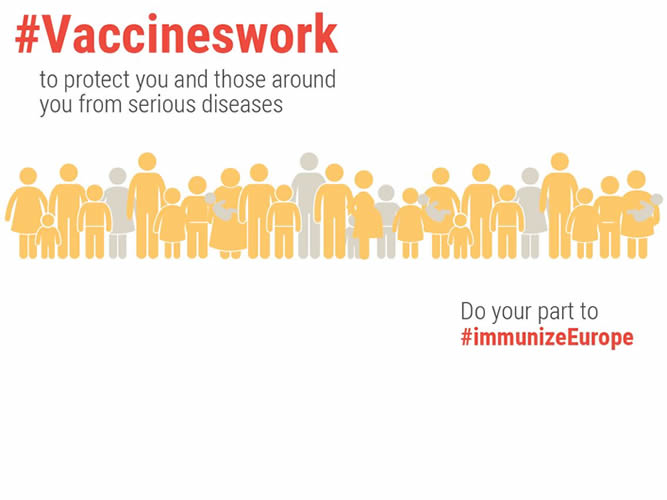 #Vaccineswork
to protect you and those around
you from serious diseases
Do your part to
#immunizeEurope